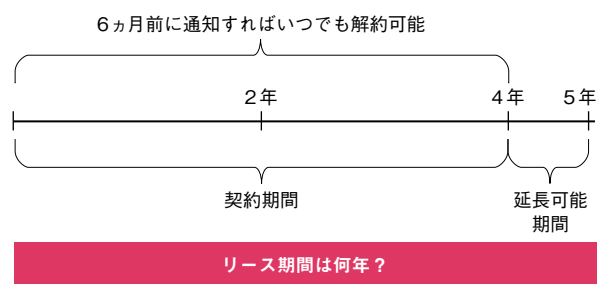 6ヵ月前に通知すればいつでも解約可能
2年
4年
5年
契約期間
延長可能
期間
リース期間は何年？